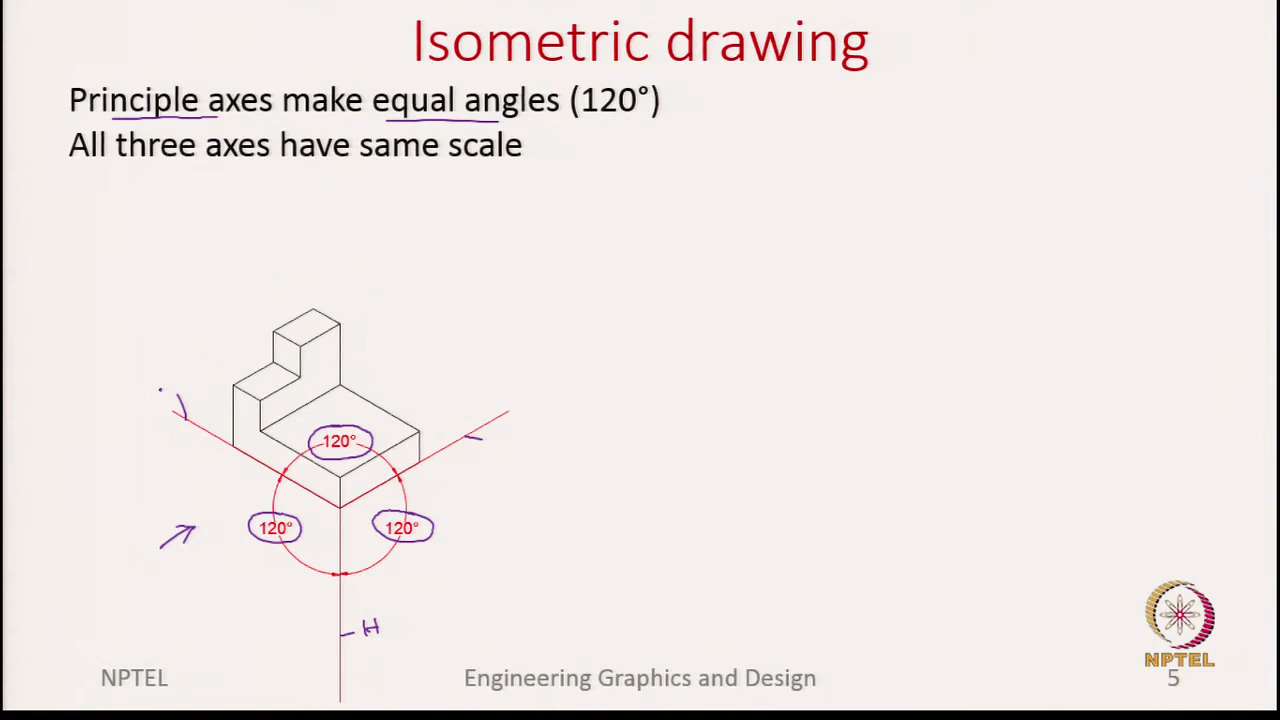 Isometric drawing
Principle axes make equal angles (120°)
All three axes have same scale
120°
120°
120°
H
NPTEL
Engineering Graphics and Design
NPTEL
5